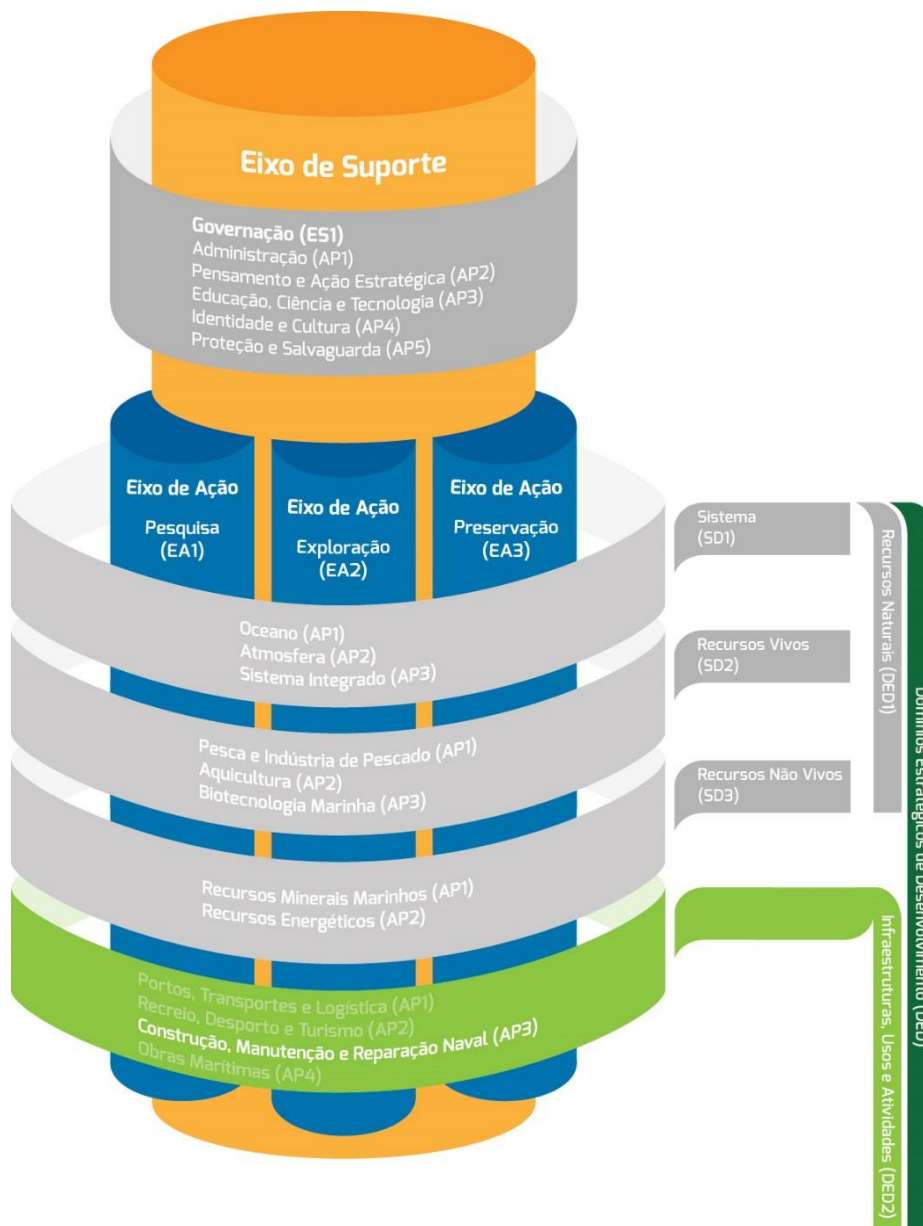 Eixo de Suporte
Governação (ES1)
Administração (AP1)
Pensamento e Ação Estratégica (AP2)
Educação, Ciência e Tecnologia (AP3)
Identidade e Cultura (AP4)
Proteção e Salvaguarda (AP5)
Eixo de Ação
Pesquisa
(EA1)
Eixo de Ação
Exploração
(EA2)
Eixo de Ação
Preservação
(EA3)
Oceano (AP1)
Atmosfera (AP2)
Sistema Integrado (AP3)
Pesca e Indústria de Pescado (AP1)
Aquicultura (AP2)
Biotecnologia Marinha (AP3)
Recursos Minerais Marinhos (AP1)
Recursos Energéticos (AP2)
Portos, Transportes e Logística (AP1)
Recreio, Desporto e Turismo (AP2)
Construção, Manutenção e Reparação Naval (AP3)
Obras Marítimas (AP4)
Sistema
(SD1)
Recursos Vivos
(SD2)
Recursos Não Vivos
(SD3)
Recursos Naturais (DED1)
Infraestruturas, Usos e Atividades (DED2)
Domínios Estratégicos de Desenvolvimento (DED)